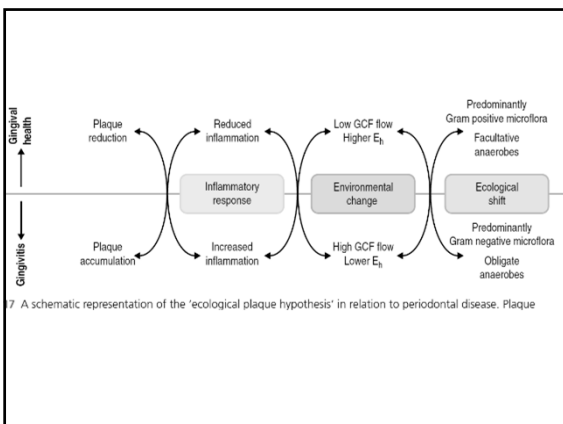 Gingival
health
Gingivitis
Plaque
reduction
Reduced
inflammation
Low GCF flow
Higher Eh
Predominantly
Gram positive microflora
Facultative
anaerobes
Inflammatory
response
Environmental
change
Ecological
shift
Plaque
accumulation
Increased
inflammation
High GCF flow
Lower Eh
Predominantly
Gram negative microflora
Obligate
anaerobes
17 A schematic representation of the 'ecological plaque hypothesis' in relation to periodontal disease. Plaque